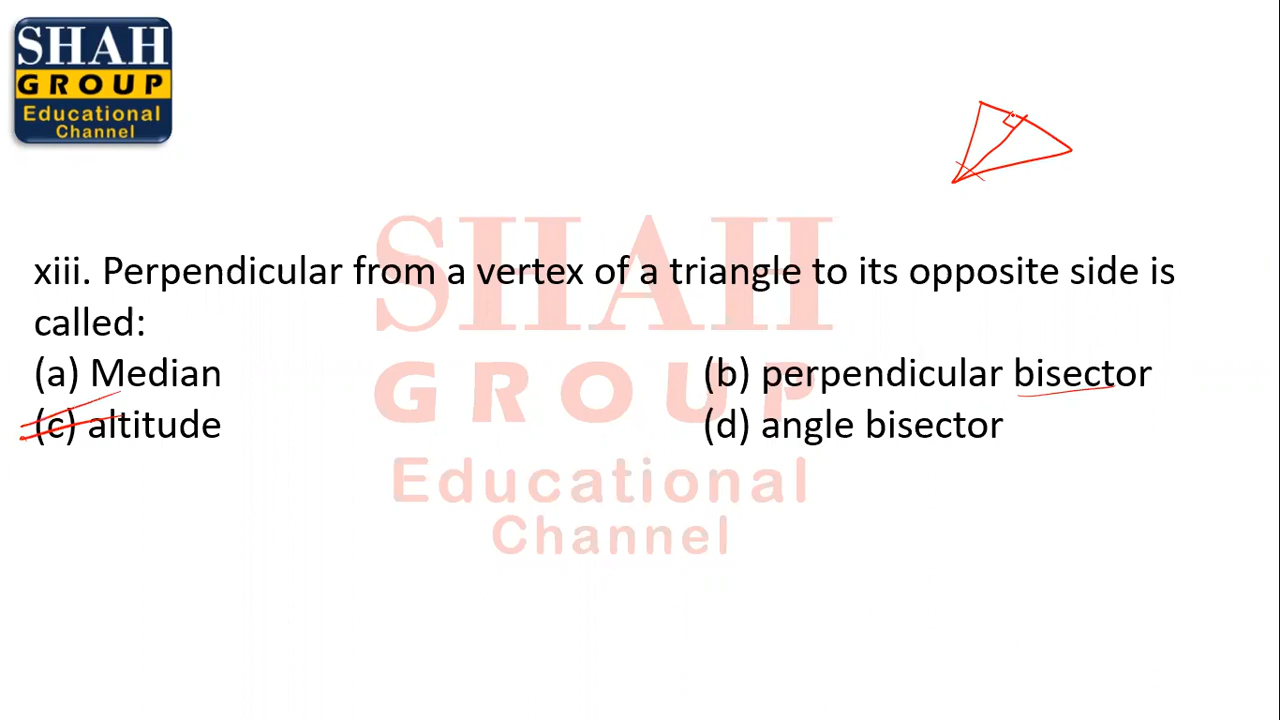 SHAH
GROUP
Educational
Channel
xiii. Perpendicular from a vertex of a triangle to its opposite side is
called:
(a) Median (b) perpendicular bisector
(c) altitude (d) angle bisector
SHAH
GROUP
Educational
Channel